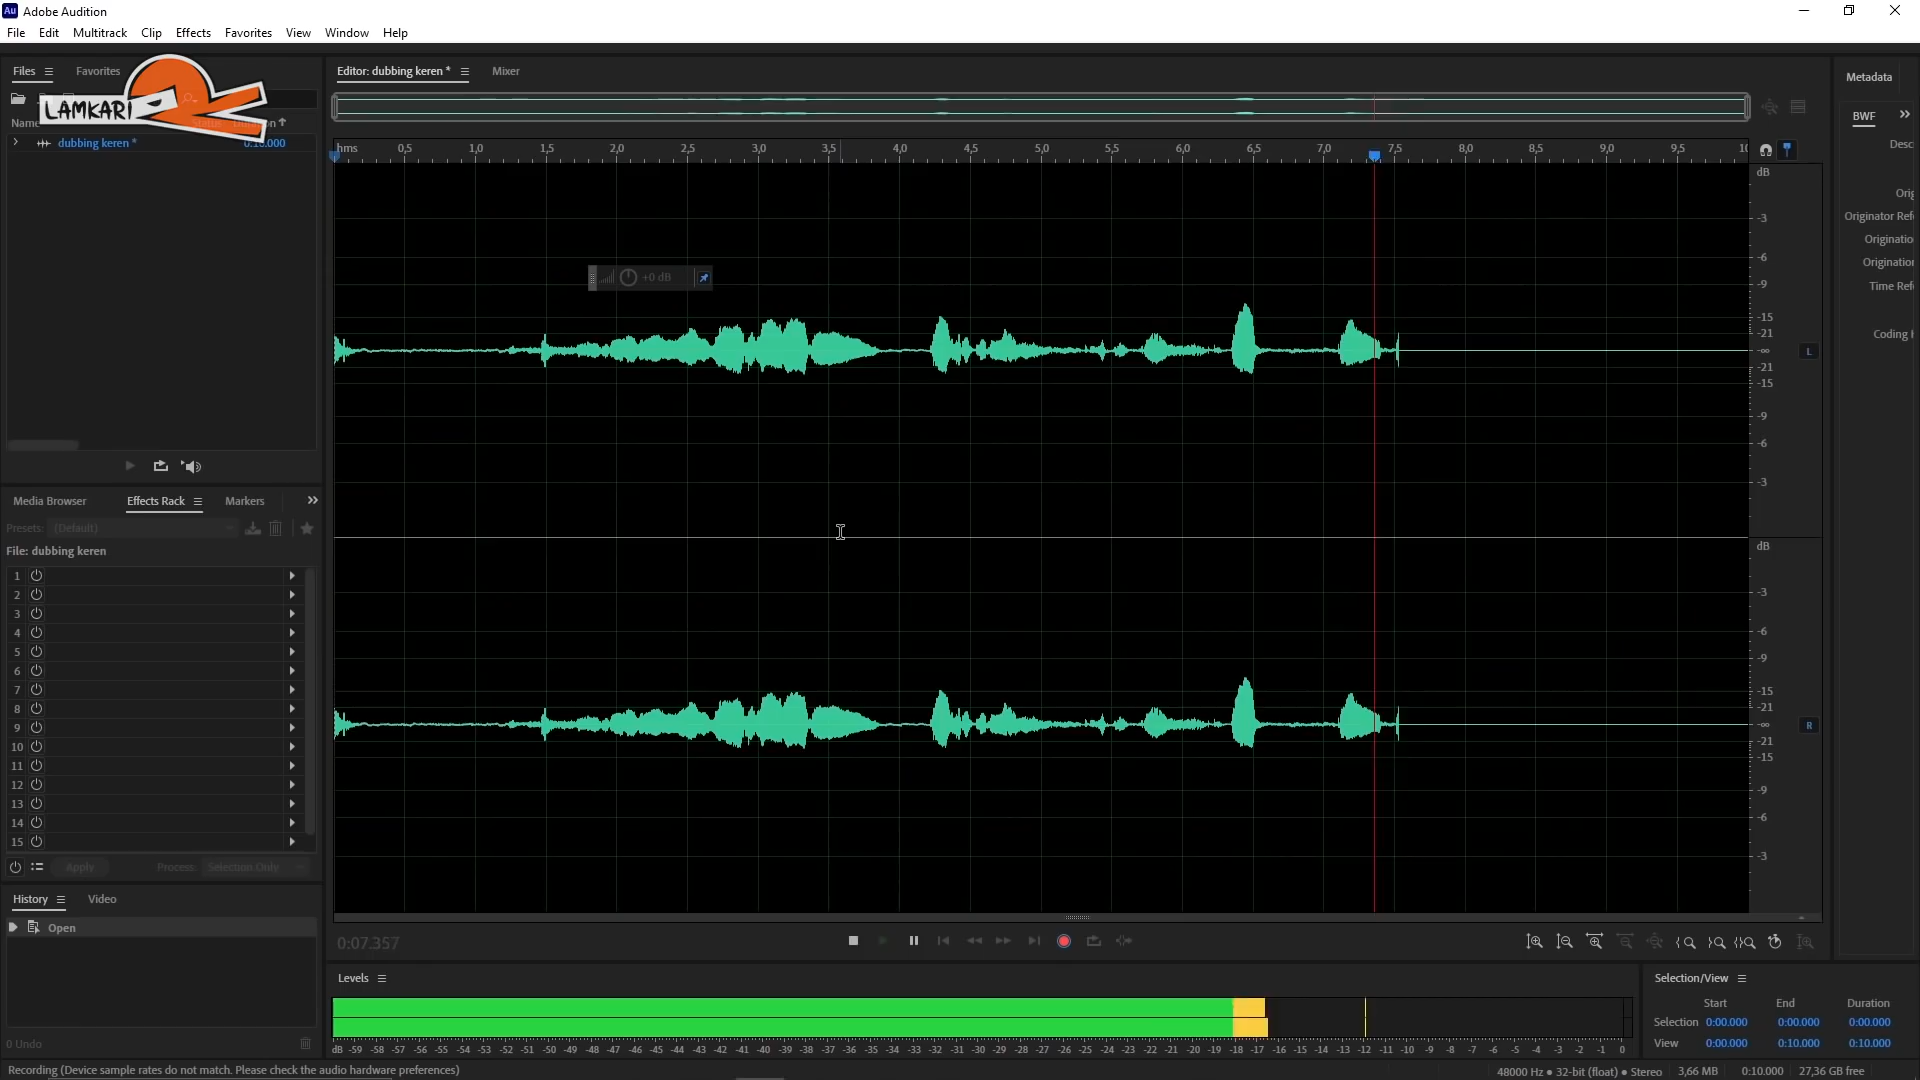 Au Adobe Audition
File Edit Multitrack Clip Effects Favorites View Window Help
Files Favorites
LAMKARI
Name Status Duration
dubbing keren * 0:10.000
Editor: dubbing keren * Mixer
hms 0,5 1,0 1,5 2,0 2,5 3,0 3,5 4,0 4,5 5,0 5,5 6,0 6,5 7,0 7,5 8,0 8,5 9,0 9,5 10
dB
-3
-6
-9
-15
-21
-∞
-21
-15
-9
-6
-3
L
+0 dB
dB
-3
-6
-9
-15
-21
-∞
-21
-15
-9
-6
-3
R
Metadata
BWF
Desc
Orig
Originator Ref
Originatio
Origination
Time Ref
Coding H
Media Browser Effects Rack Markers
Presets: (Default)
File: dubbing keren
1
2
3
4
5
6
7
8
9
10
11
12
13
14
15
Apply Process: Selection Only
History Video
Open
0 Undo
0:07.357
Levels
dB -59 -58 -57 -56 -55 -54 -53 -52 -51 -50 -49 -48 -47 -46 -45 -44 -43 -42 -41 -40 -39 -38 -37 -36 -35 -34 -33 -32 -31 -30 -29 -28 -27 -26 -25 -24 -23 -22 -21 -20 -19 -18 -17 -16 -15 -14 -13 -12 -11 -10 -9 -8 -7 -6 -5 -4 -3 -2 -1 0
Selection/View
Start End Duration
Selection 0:00.000 0:00.000 0:00.000
View 0:00.000 0:10.000 0:10.000
Recording (Device sample rates do not match. Please check the audio hardware preferences)
48000 Hz ● 32-bit (float) ● Stereo 3,66 MB 0:10.000 27,36 GB free